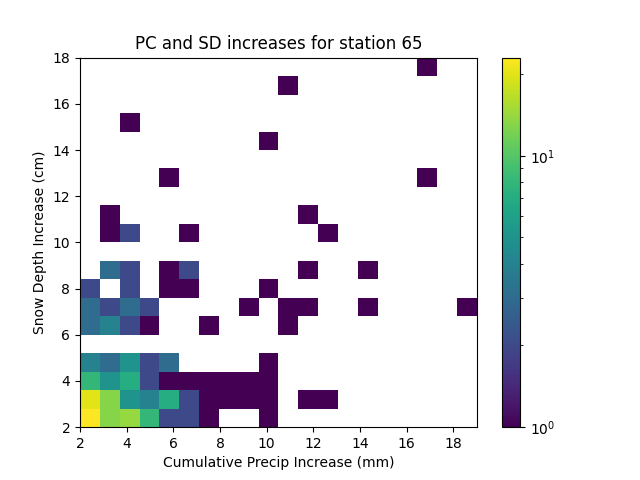 PC and SD increases for station 65
18
16
14
12
10
8
6
4
2
Snow Depth Increase (cm)
2 4 6 8 10 12 14 16 18
Cumulative Precip Increase (mm)
10¹
10⁰